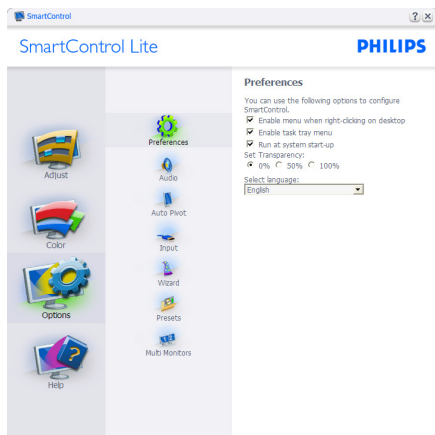 SmartControl
SmartControl Lite
PHILIPS
Adjust
Color
Options
Help
Preferences
Audio
Auto Pivot
Input
Wizard
Presets
Multi Monitors
Preferences
You can use the following options to configure
SmartControl.
Enable menu when right-clicking on desktop
Enable task tray menu
Run at system start-up
Set Transparency:
0% 50% 100%
Select language:
English